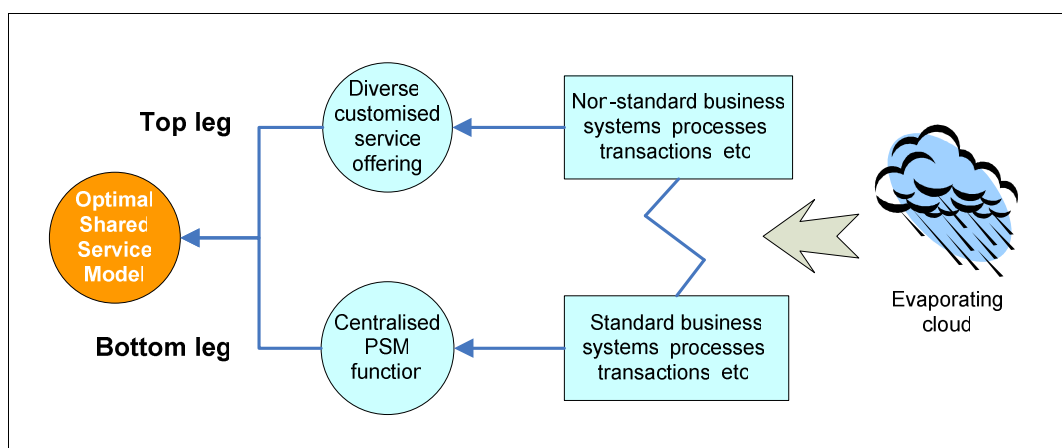 Top leg
Diverse
customised
service
offering
Nor-standard business
systems processes
transactions etc
Optimal
Shared
Service
Model
Evaporating
cloud
Bottom leg
Centralised
PSM
function
Standard business
systems processes
transactions etc